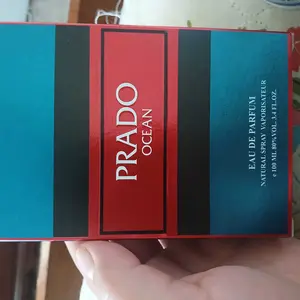 PRADO
OCEAN
EAU DE PARFUM
NATURAL SPRAY VAPORISATEUR
e 100 ML 80%VOL. 3.4 FL.OZ.